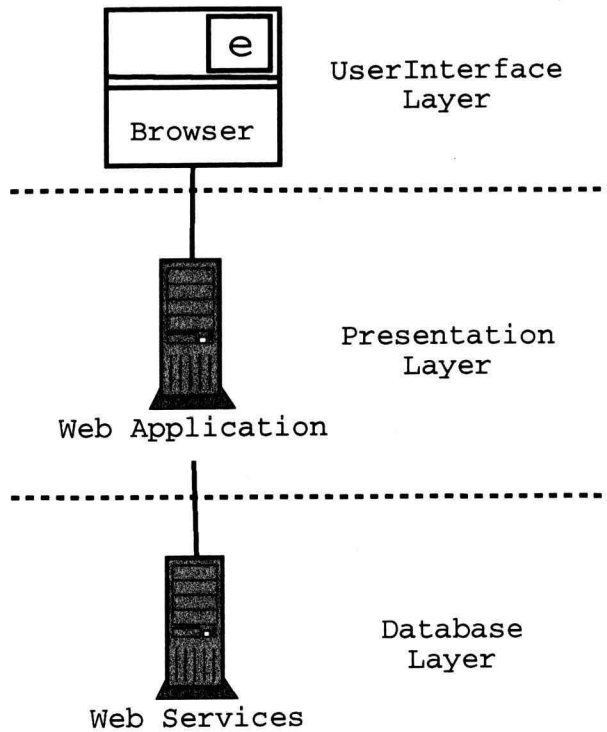 e
Browser
UserInterface
Layer
Presentation
Layer
Web Application
Database
Layer
Web Services